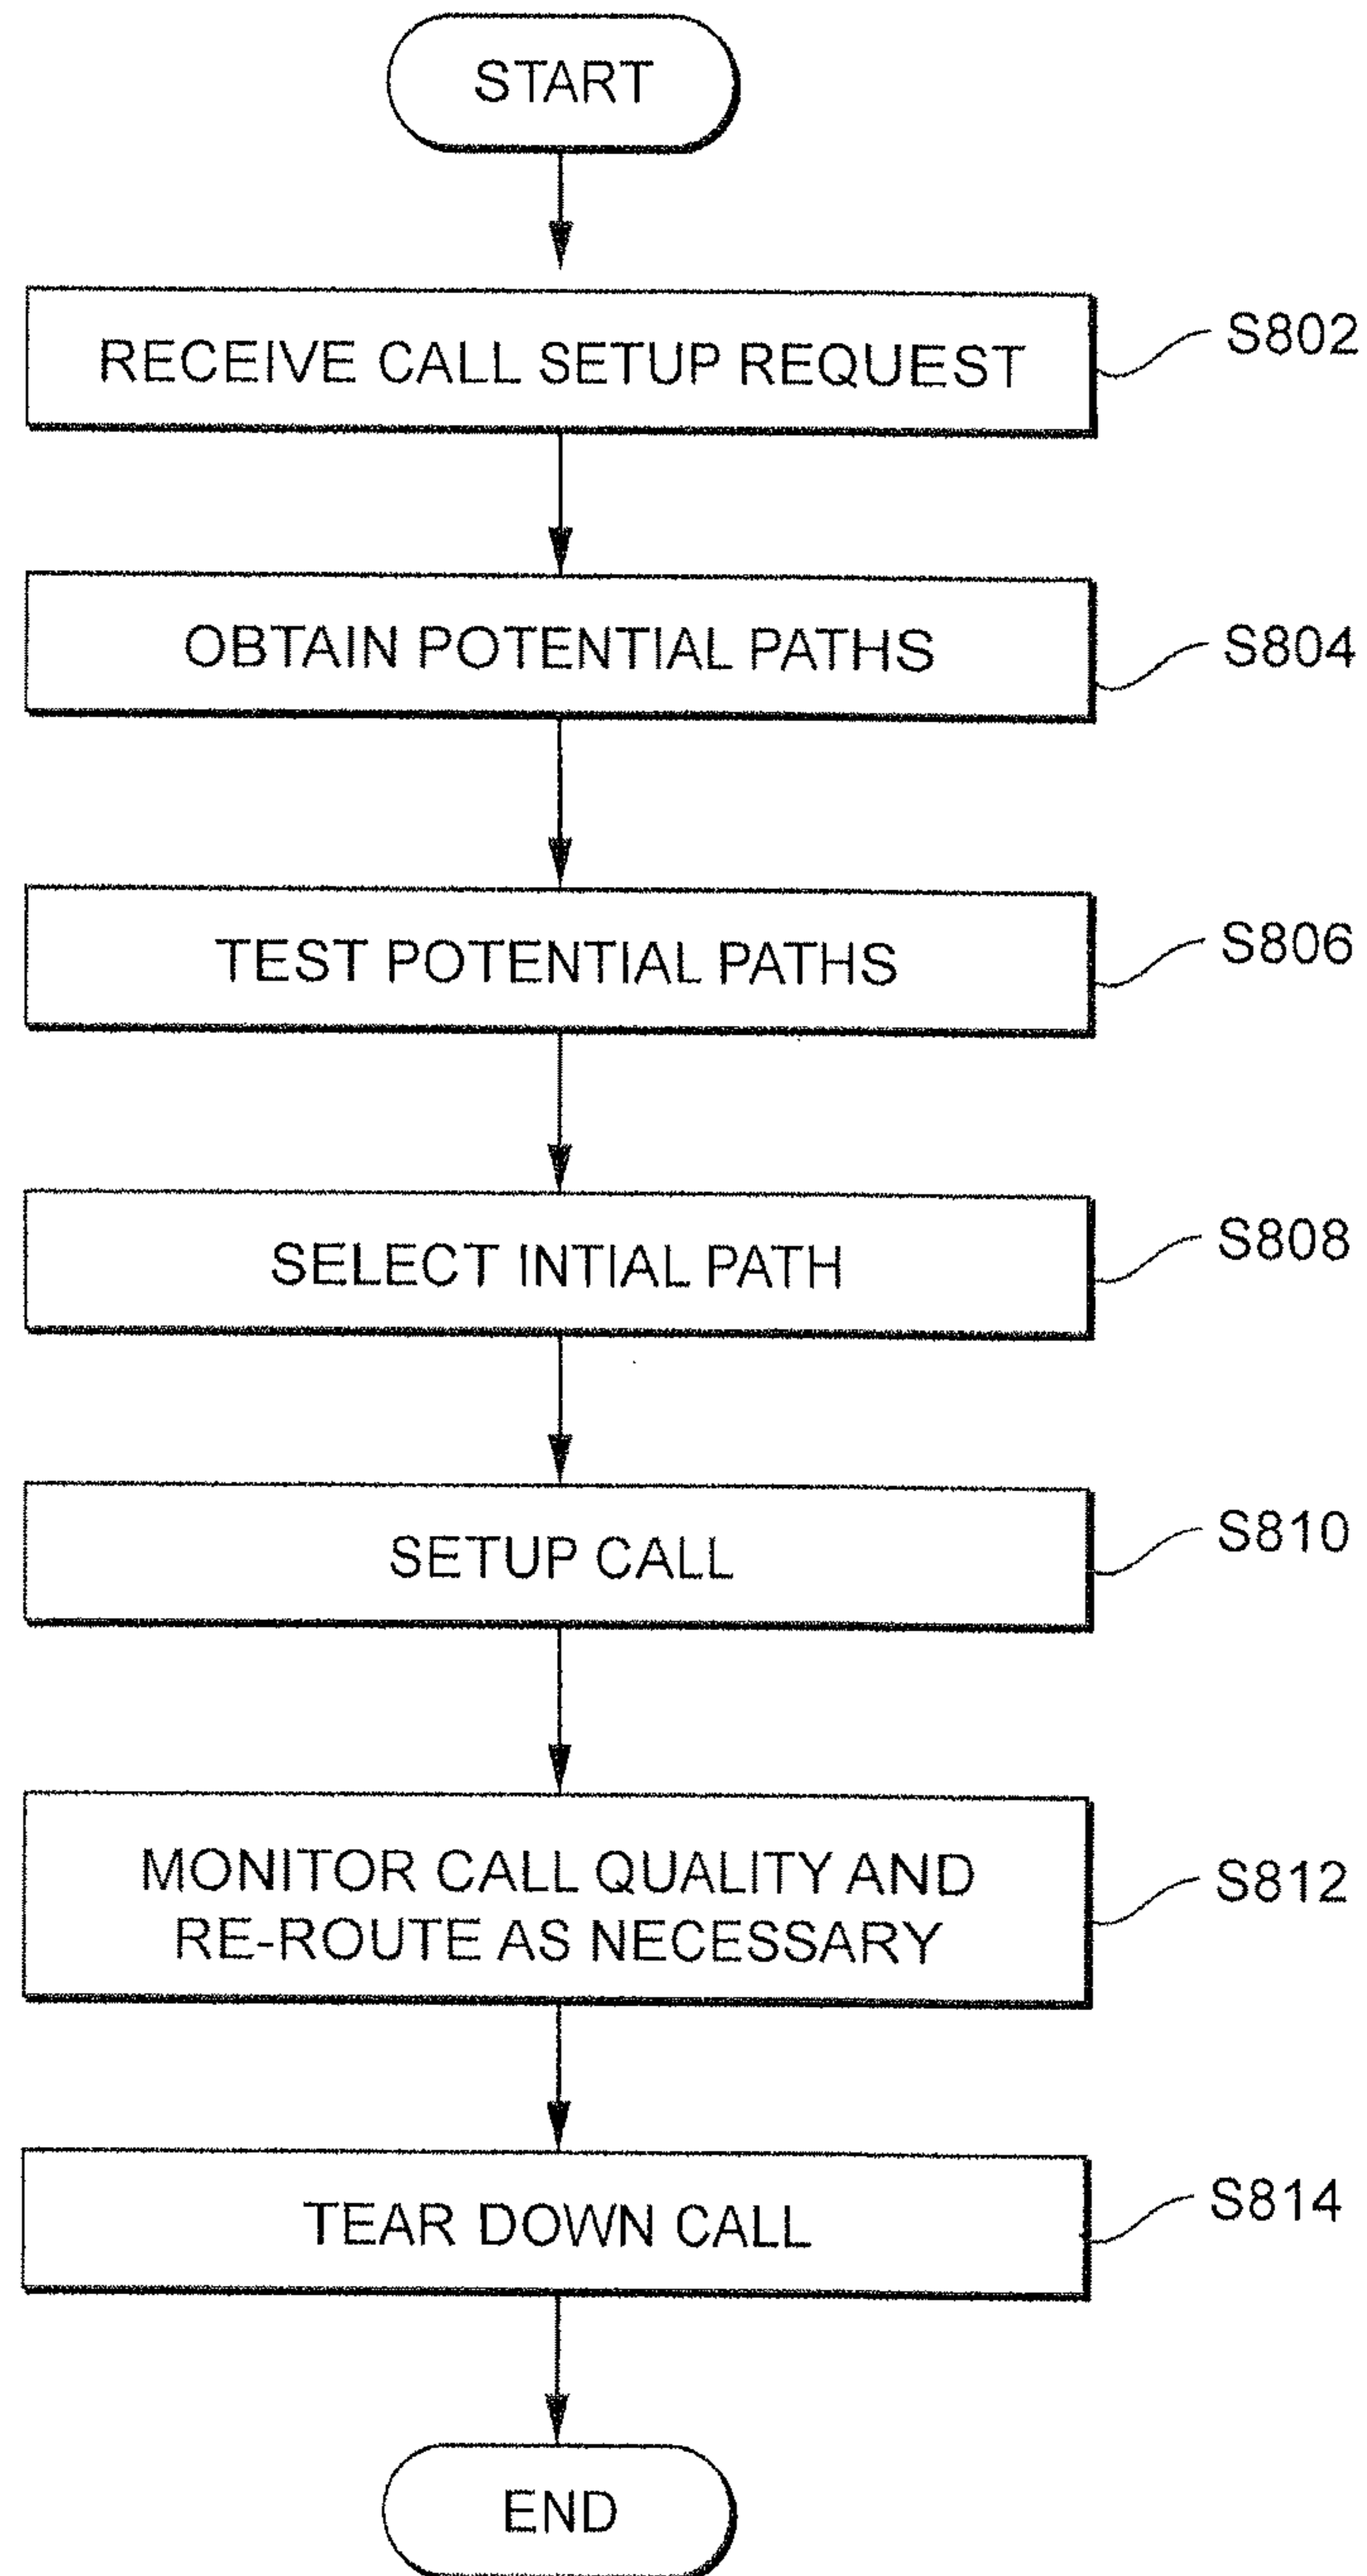 START
RECEIVE CALL SETUP REQUEST
S802
OBTAIN POTENTIAL PATHS
S804
TEST POTENTIAL PATHS
S806
SELECT INTIAL PATH
S808
SETUP CALL
S810
MONITOR CALL QUALITY AND
RE-ROUTE AS NECESSARY
S812
TEAR DOWN CALL
S814
END